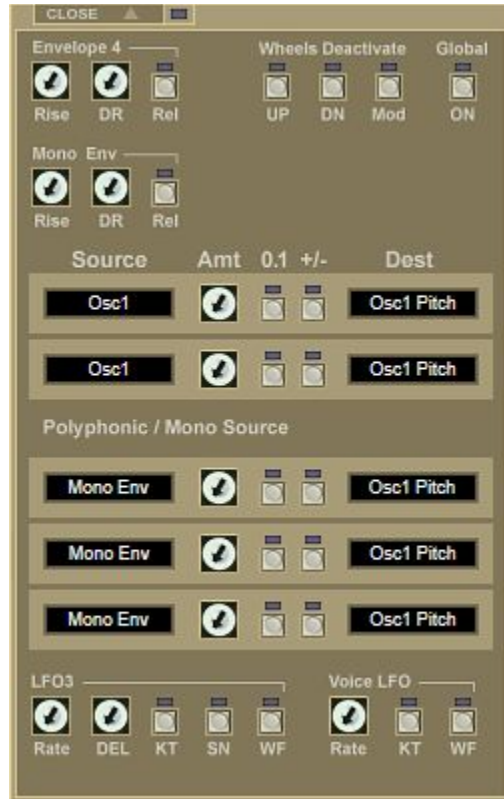 CLOSE
Envelope 4 Wheels Deactivate Global
Rise DR Rel UP DN Mod ON
Mono Env
Rise DR Rel
Source Amt 0.1 +/- Dest
Osc1 Osc1 Pitch
Osc1 Osc1 Pitch
Polyphonic / Mono Source
Mono Env Osc1 Pitch
Mono Env Osc1 Pitch
Mono Env Osc1 Pitch
LFO3 Voice LFO
Rate DEL KT SN WF Rate KT WF